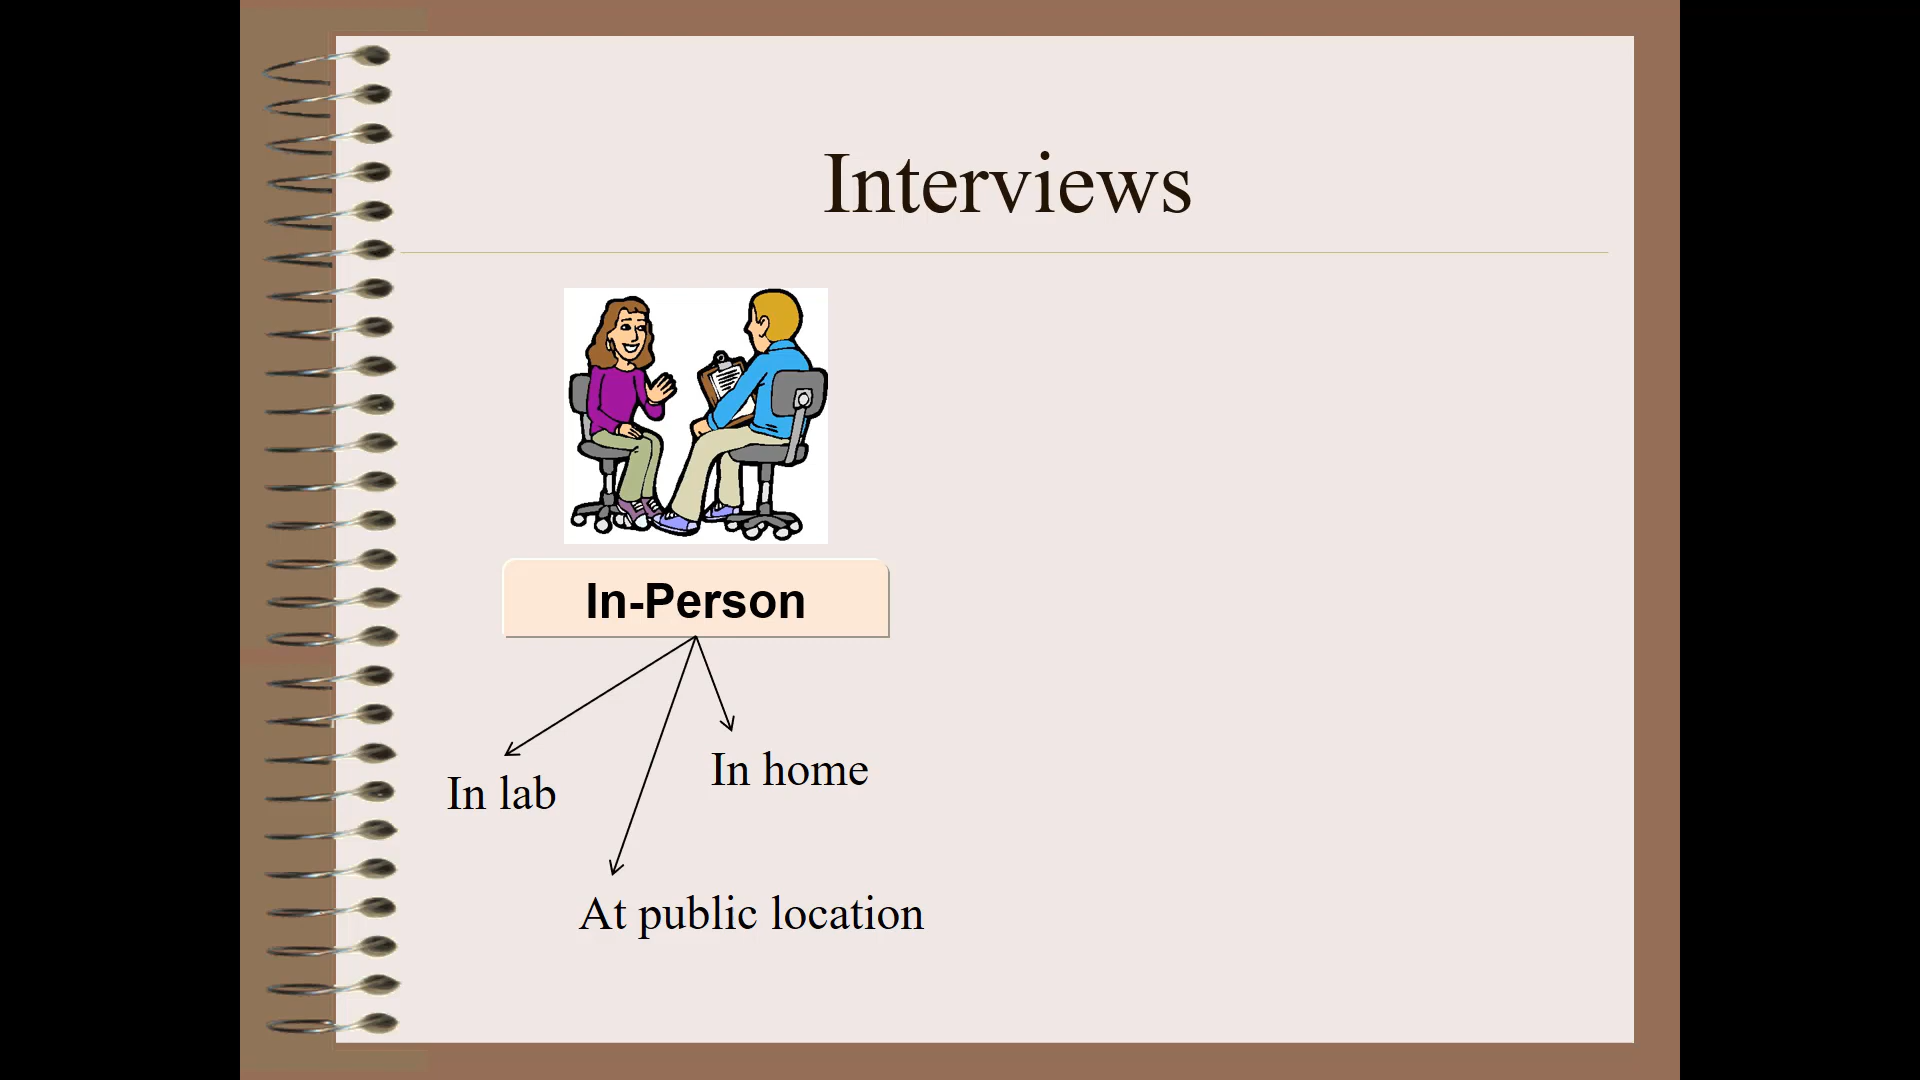 Interviews
In-Person
In lab
In home
At public location